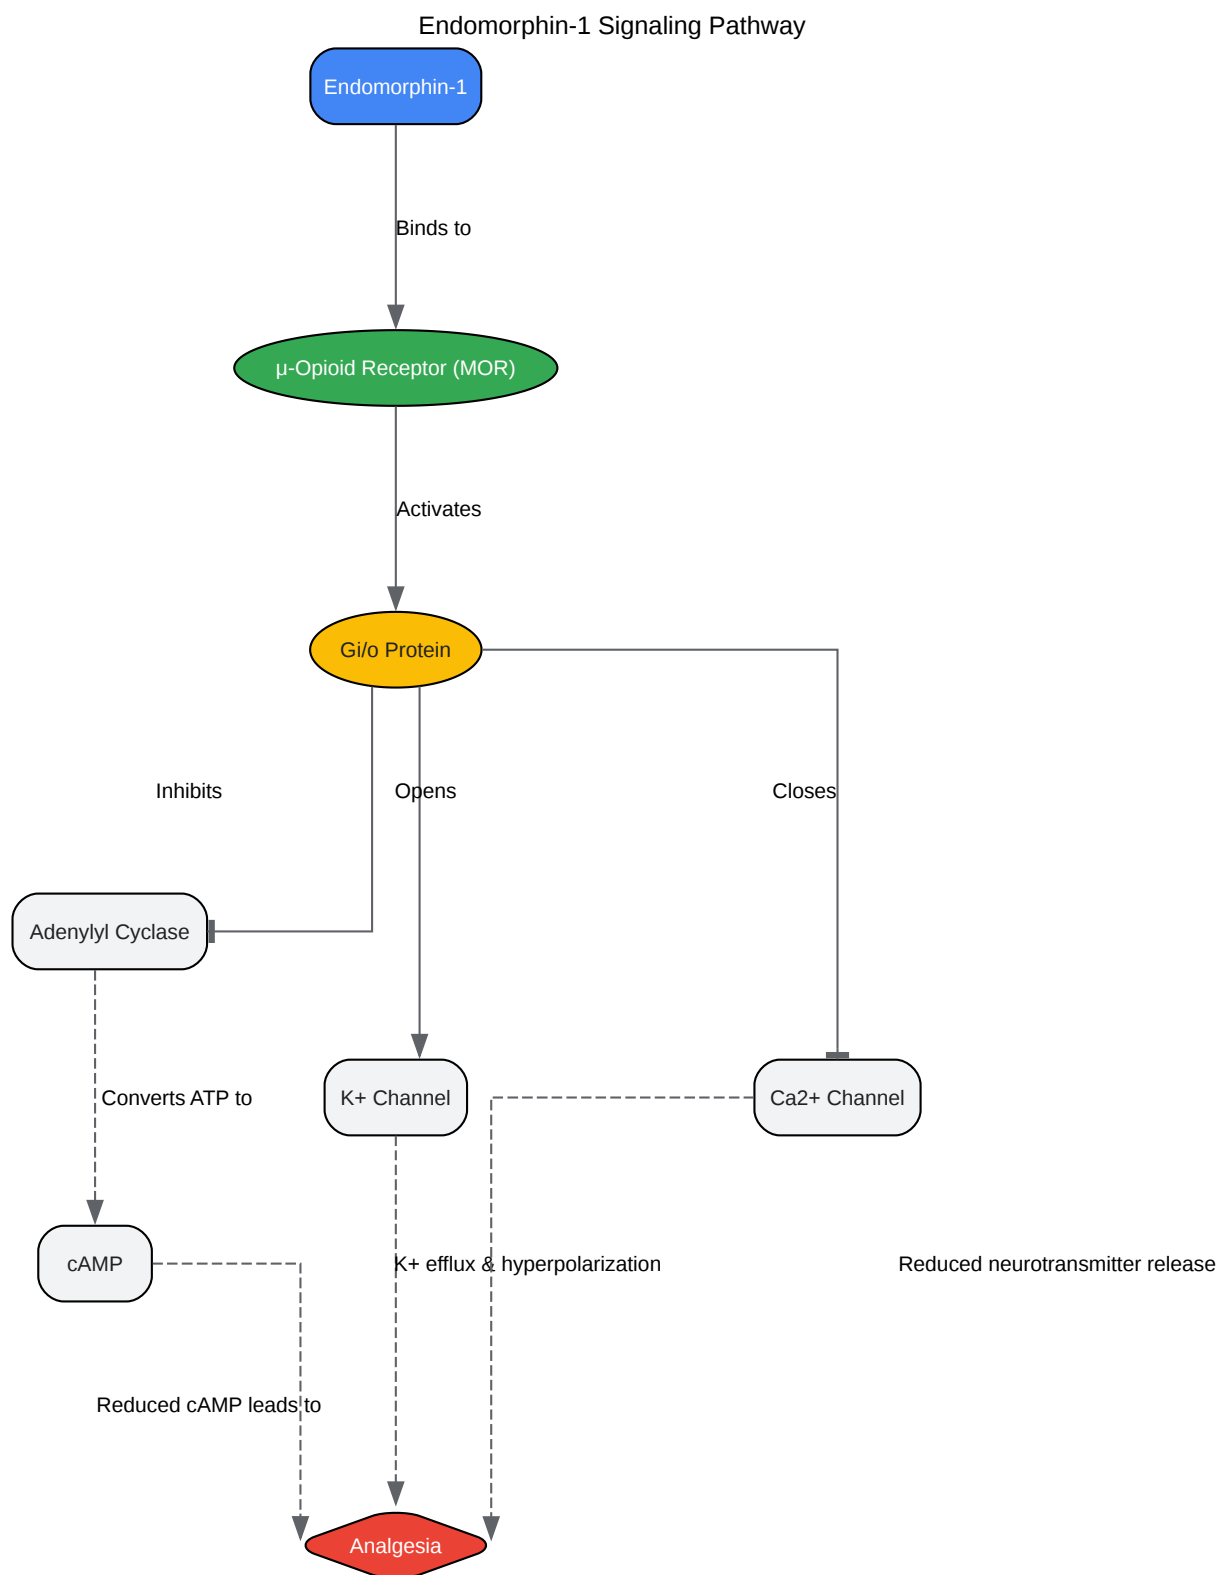 Endomorphin-1 Signaling Pathway
Endomorphin-1
Binds to
μ-Opioid Receptor (MOR)
Activates
Gi/o Protein
Inhibits
Opens
Closes
Adenylyl Cyclase
Converts ATP to
K+ Channel
Ca2+ Channel
cAMP
K+ efflux & hyperpolarization
Reduced neurotransmitter release
Reduced cAMP leads to
Analgesia